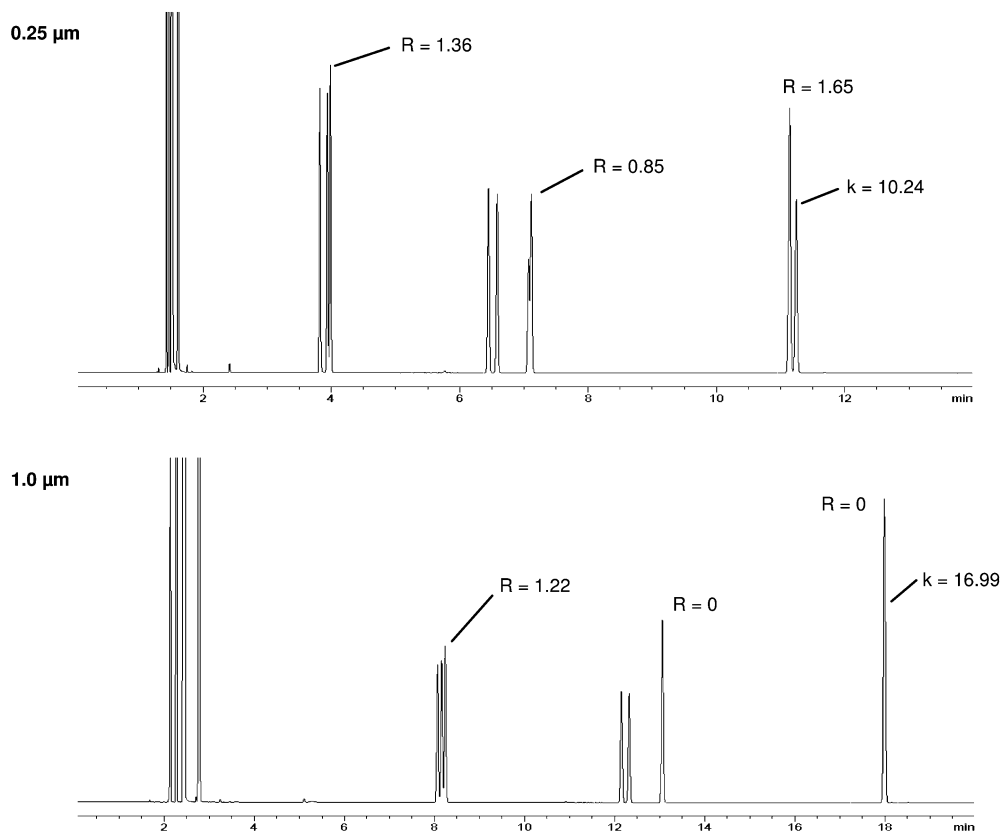 0.25 µm
R = 1.36
R = 1.65
R = 0.85
k = 10.24
2 4 6 8 10 12 min
1.0 µm
R = 0
k = 16.99
R = 1.22
R = 0
2 4 6 8 10 12 14 16 18 min